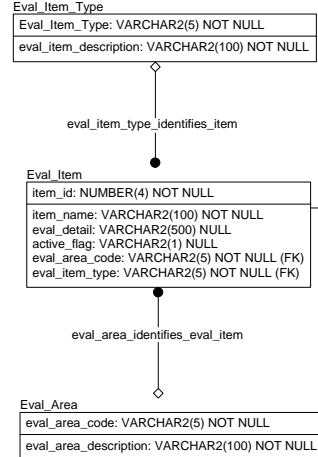 Eval_Item_Type
Eval_Item_Type: VARCHAR2(5) NOT NULL
eval_item_description: VARCHAR2(100) NOT NULL
eval_item_type_identifies_item
Eval_Item
item_id: NUMBER(4) NOT NULL
item_name: VARCHAR2(100) NOT NULL
eval_detail: VARCHAR2(500) NULL
active_flag: VARCHAR2(1) NULL
eval_area_code: VARCHAR2(5) NOT NULL (FK)
eval_item_type: VARCHAR2(5) NOT NULL (FK)
eval_area_identifies_eval_item
Eval_Area
eval_area_code: VARCHAR2(5) NOT NULL
eval_area_description: VARCHAR2(100) NOT NULL